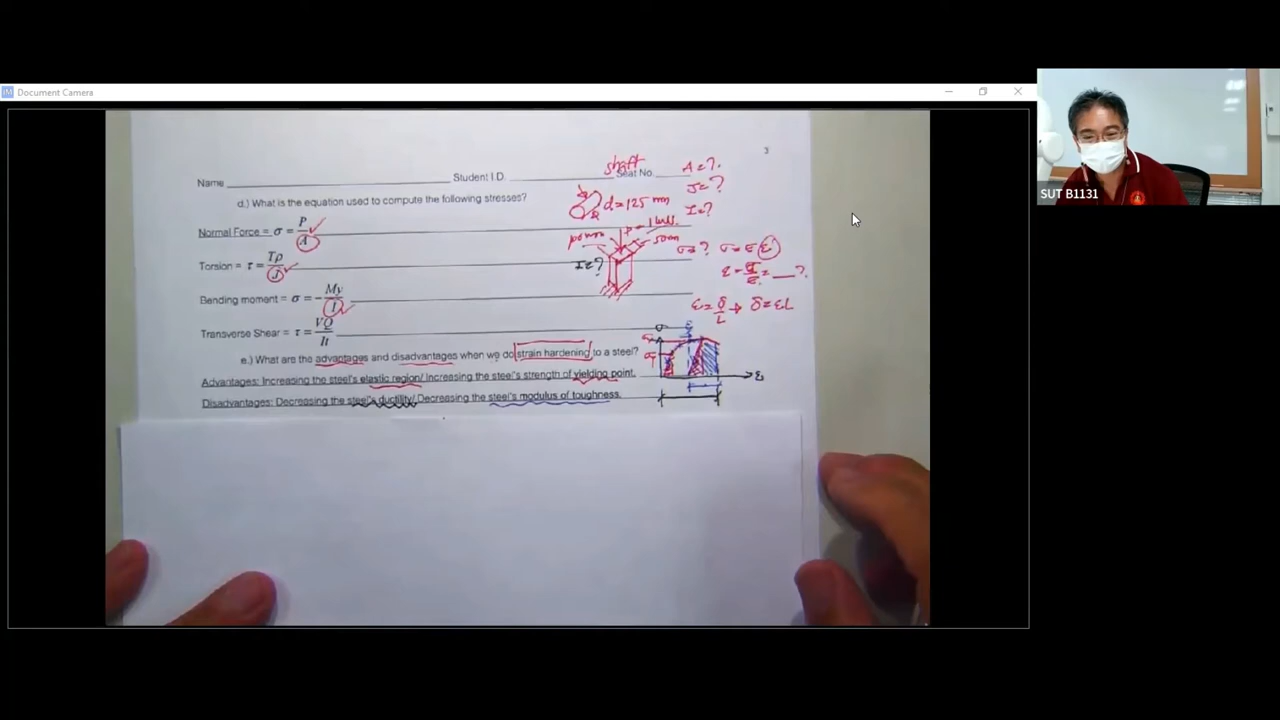 Document Camera
3
shaft
Name Student I.D. Seat No. A=?
J=?
d.) What is the equation used to compute the following stresses?
d=125 mm I=?
Normal Force = σ = P/A
50mm
σ=? σ=E ε
Torsion = τ = Tρ/J
I=?
ε = σ/E = __?
Bending moment = σ = -My/I
ε = δ/L → δ = εL
Transverse Shear = τ = VQ/It
σ
e.) What are the advantages and disadvantages when we do strain hardening to a steel?
Advantages: Increasing the steel's elastic region/ Increasing the steel's strength of yielding point.
ε
Disadvantages: Decreasing the steel's ductility/ Decreasing the steel's modulus of toughness.
SUT B1131